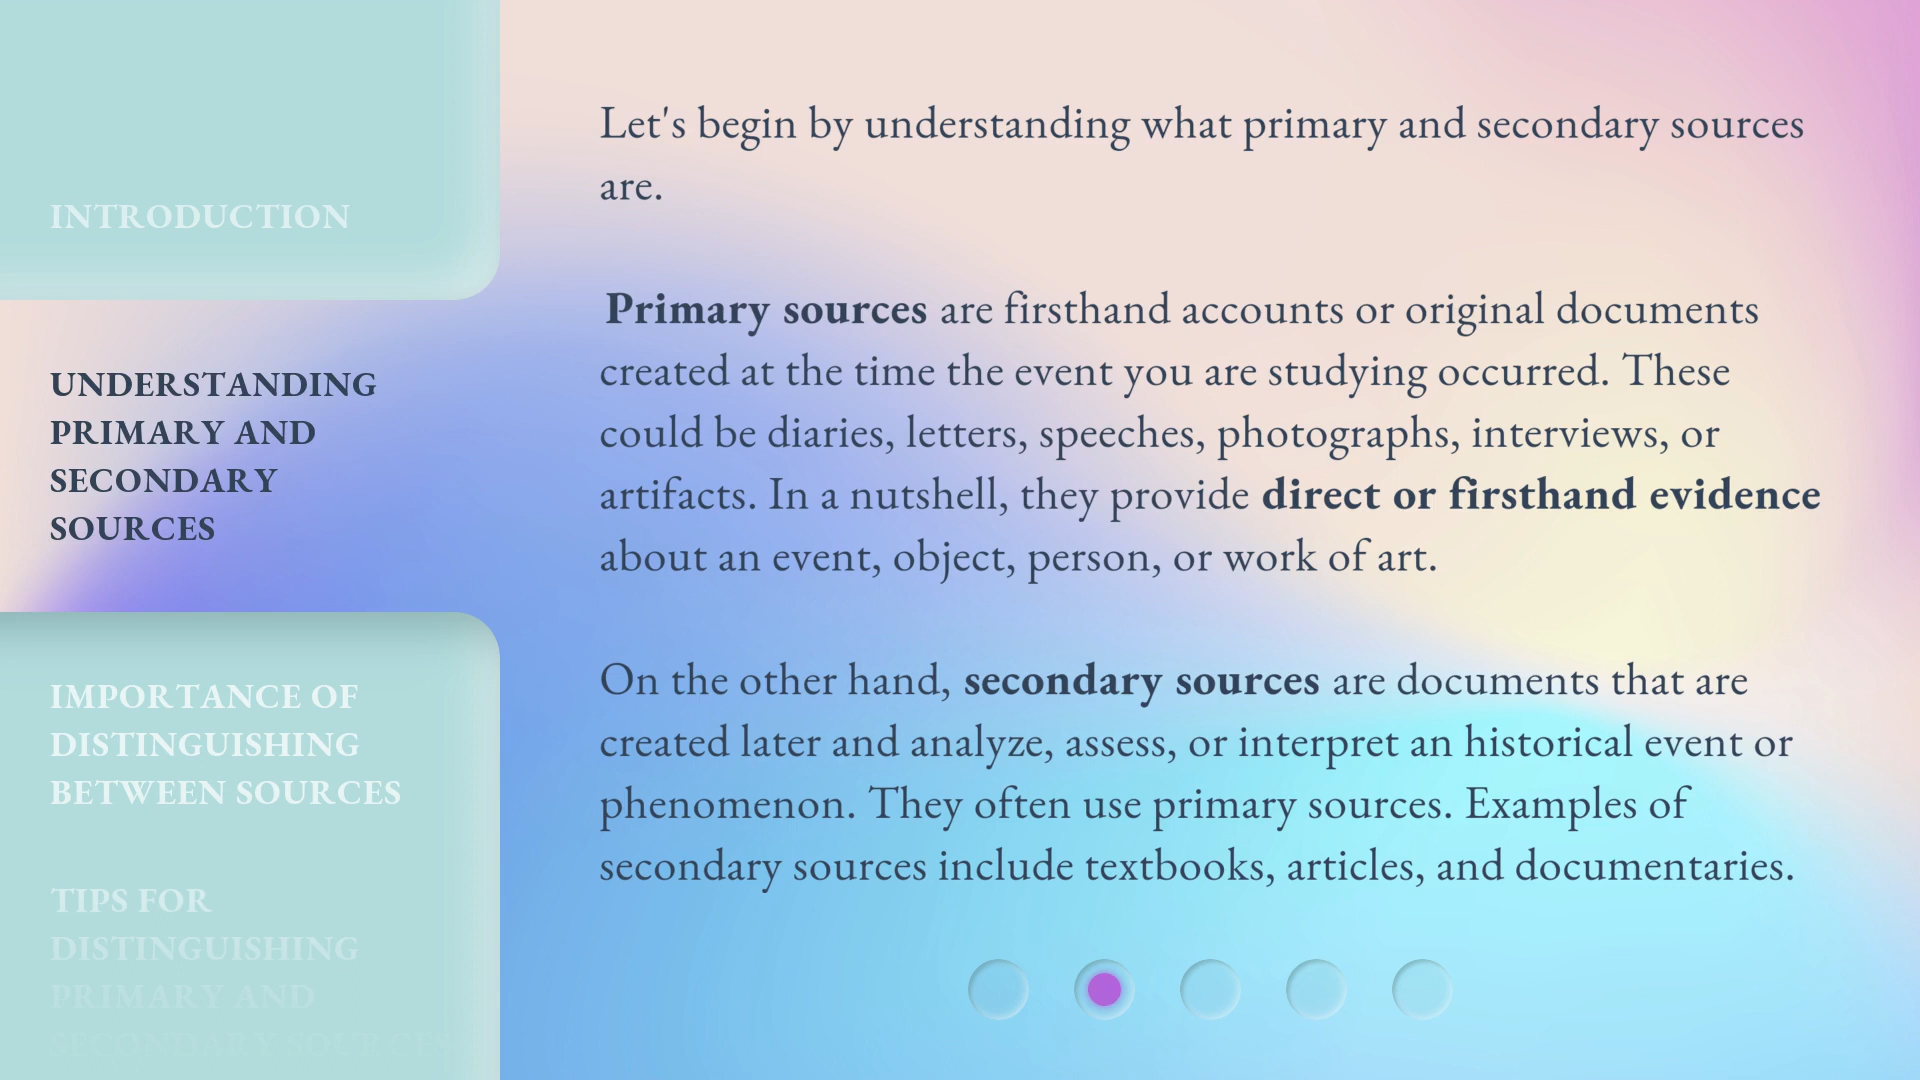 INTRODUCTION
UNDERSTANDING
PRIMARY AND
SECONDARY
SOURCES
IMPORTANCE OF
DISTINGUISHING
BETWEEN SOURCES
TIPS FOR
DISTINGUISHING
PRIMARY AND
SECONDARY SOURCES
Let's begin by understanding what primary and secondary sources
are.
Primary sources are firsthand accounts or original documents
created at the time the event you are studying occurred. These
could be diaries, letters, speeches, photographs, interviews, or
artifacts. In a nutshell, they provide direct or firsthand evidence
about an event, object, person, or work of art.
On the other hand, secondary sources are documents that are
created later and analyze, assess, or interpret an historical event or
phenomenon. They often use primary sources. Examples of
secondary sources include textbooks, articles, and documentaries.